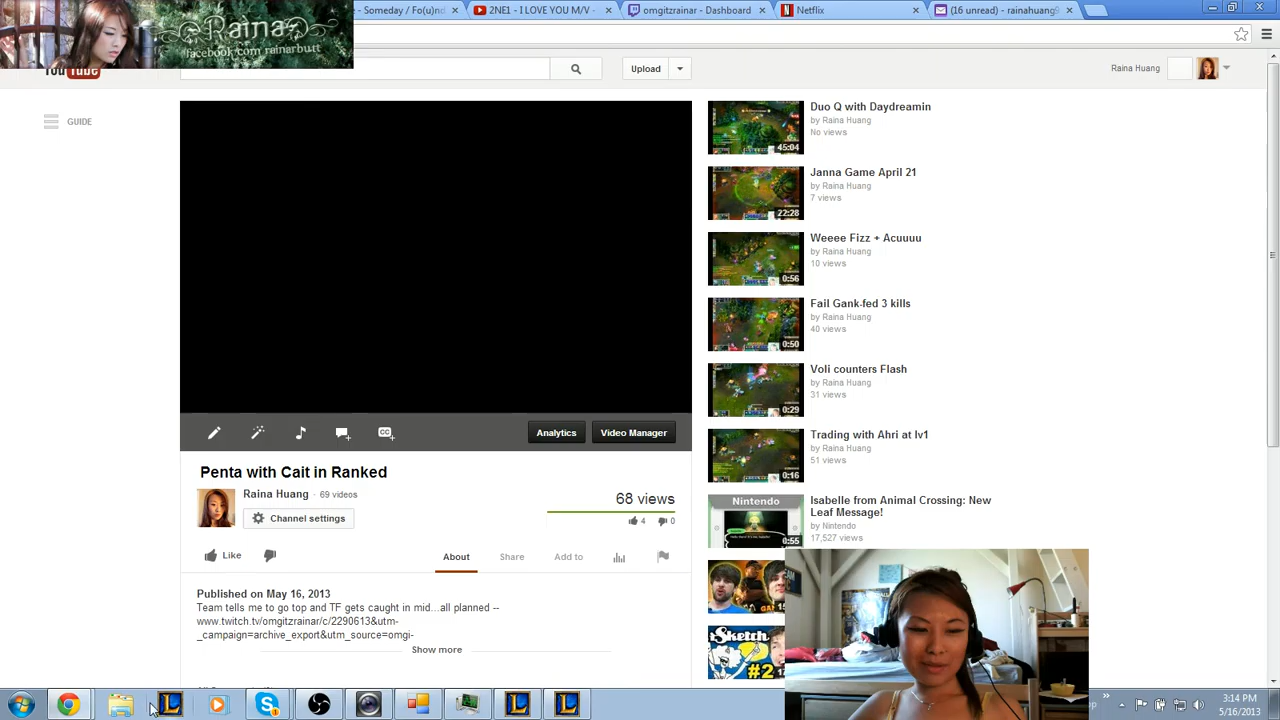 Raina
facebook.com/rainarbutt
- Someday / Fo(u)nd
2NE1 - I LOVE YOU M/V -
omgitzrainar - Dashboard
Netflix
(16 unread) - rainahuang9
YouTube
Upload
Raina Huang
GUIDE
Duo Q with Daydreamin
by Raina Huang
No views
45:04
Janna Game April 21
by Raina Huang
7 views
22:28
Weeee Fizz + Acuuuu
by Raina Huang
10 views
0:56
Fail Gank-fed 3 kills
by Raina Huang
40 views
0:50
Voli counters Flash
by Raina Huang
31 views
0:29
Trading with Ahri at lv1
by Raina Huang
51 views
0:16
Nintendo
Isabelle from Animal Crossing: New
Leaf Message!
by Nintendo
17,527 views
0:55
#2
Analytics
Video Manager
Penta with Cait in Ranked
Raina Huang · 69 videos
Channel settings
68 views
4
0
Like
About
Share
Add to
Published on May 16, 2013
Team tells me to go top and TF gets caught in mid...all planned --
www.twitch.tv/omgitzrainar/c/2290613&utm-
_campaign=archive_export&utm_source=omgi-
Show more
3:11 PM
5/16/2013